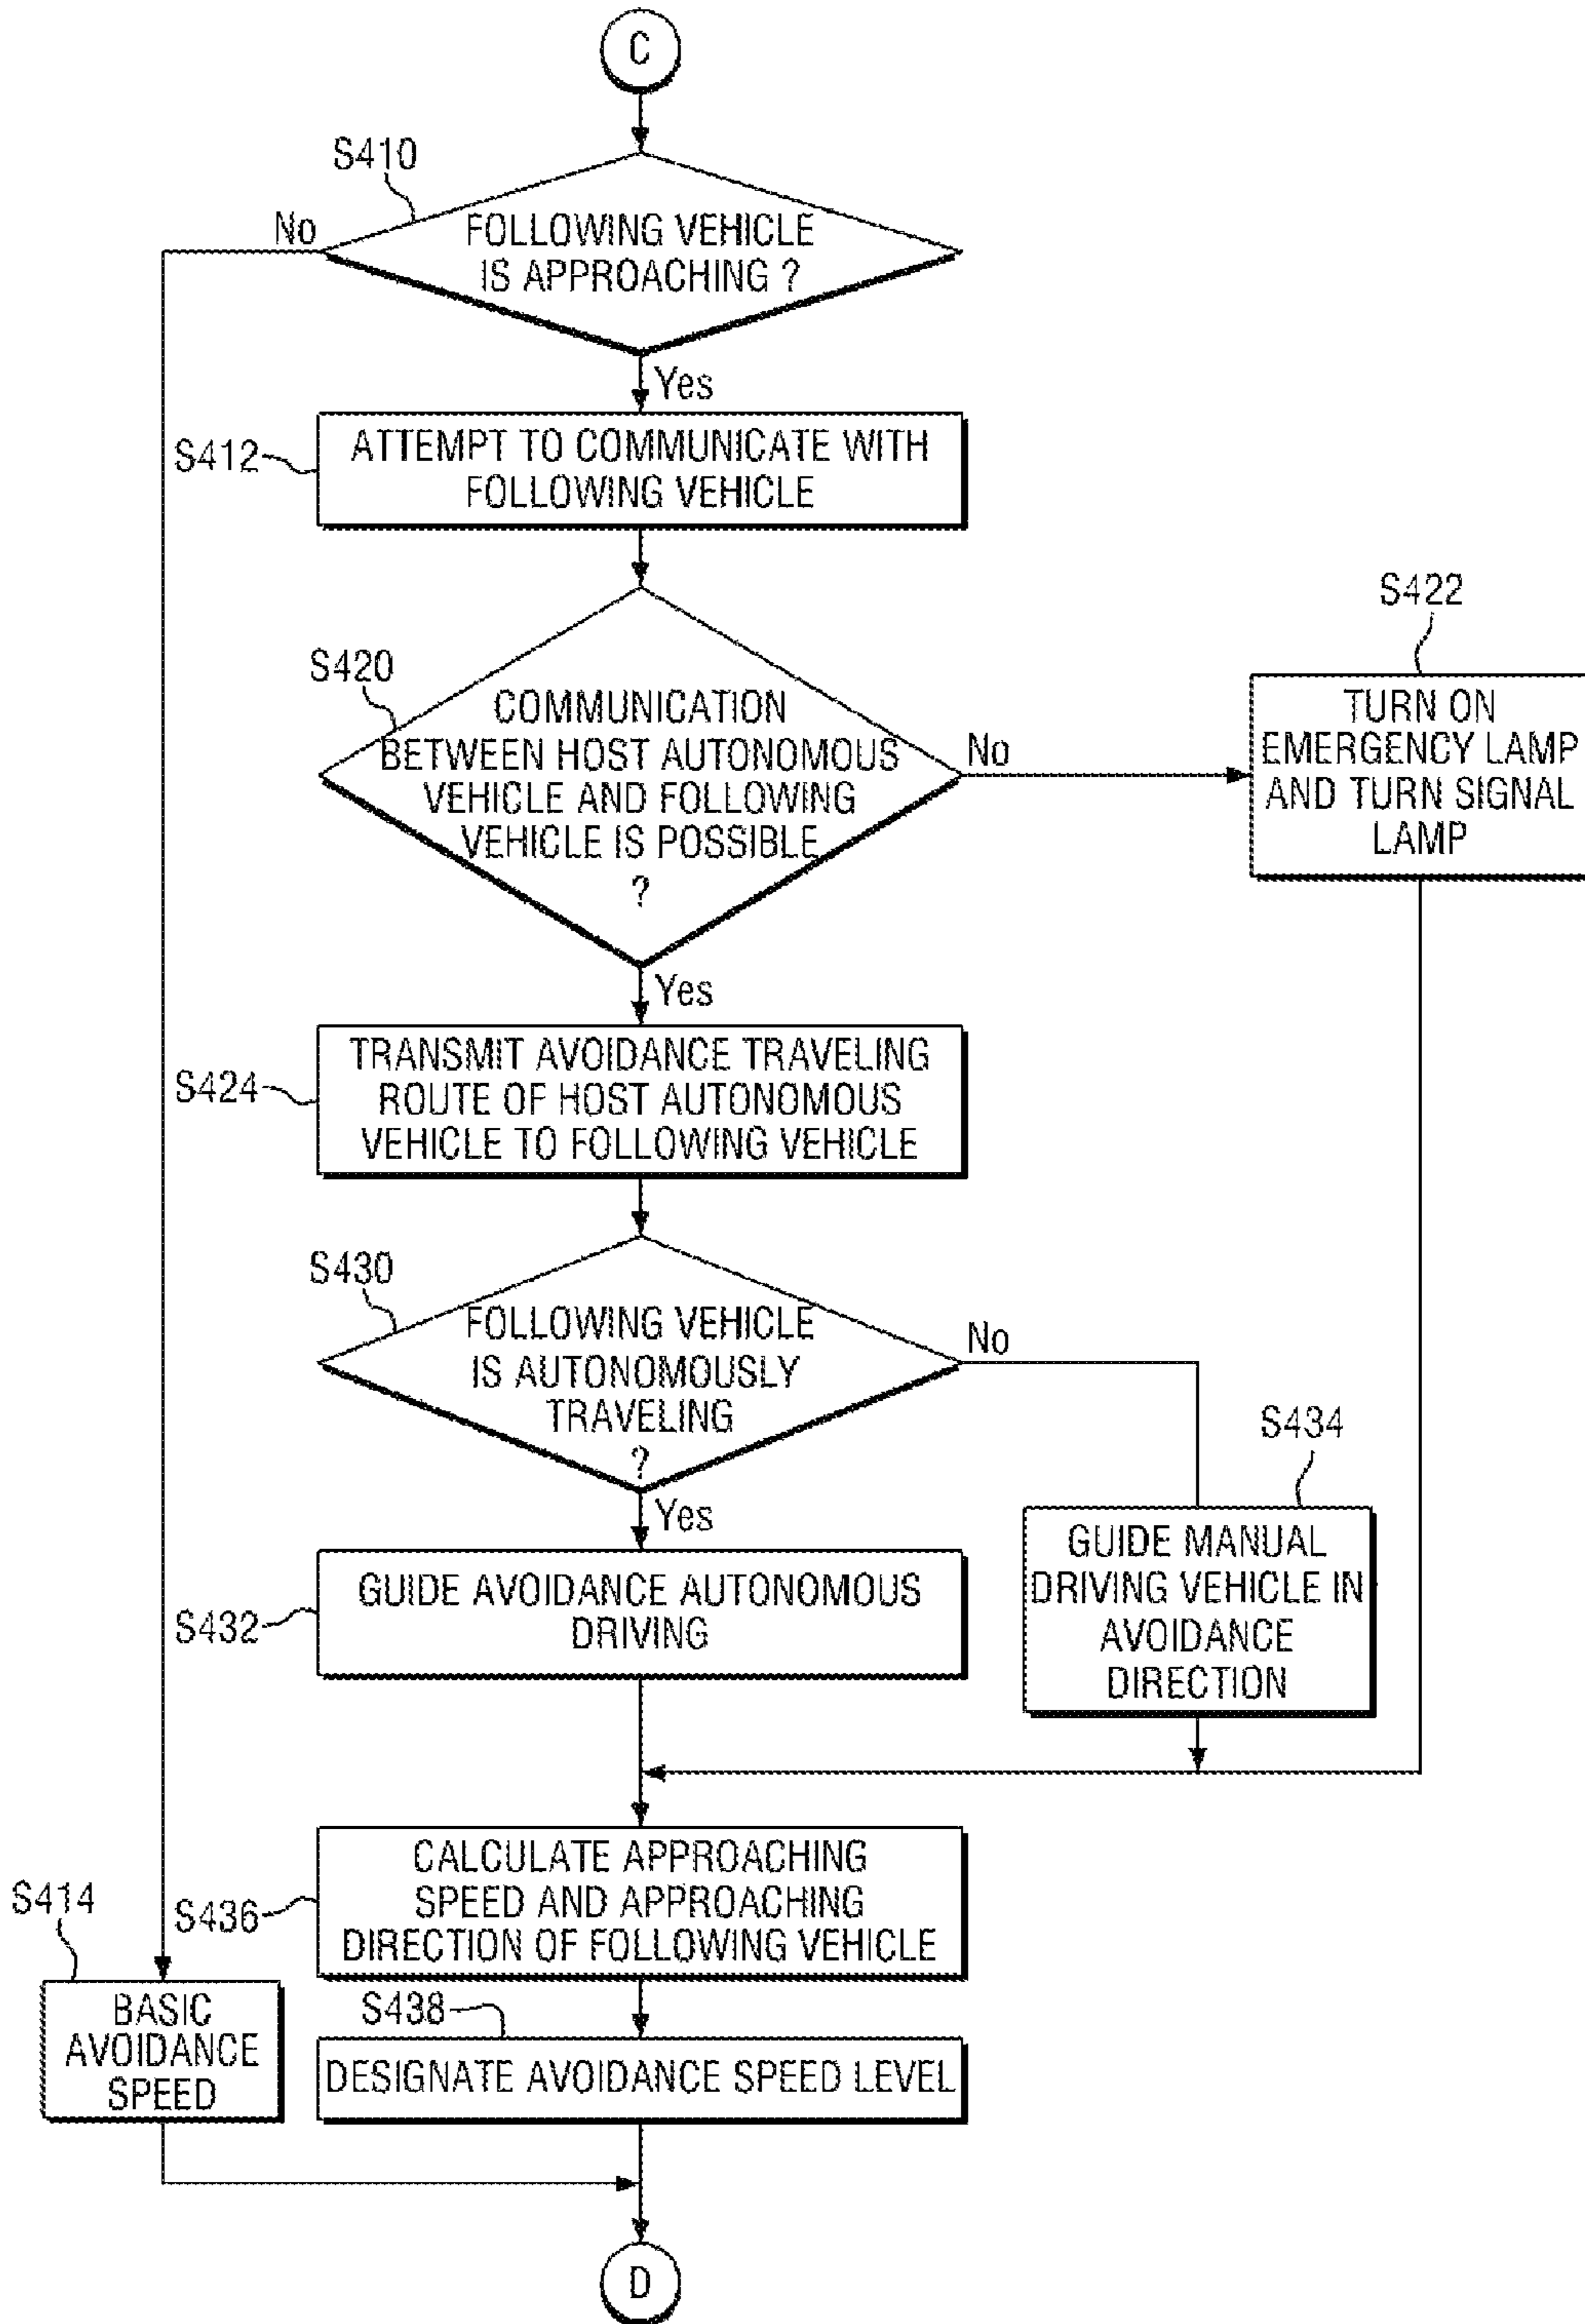 C
S410
No
FOLLOWING VEHICLE
IS APPROACHING ?
Yes
S412
ATTEMPT TO COMMUNICATE WITH
FOLLOWING VEHICLE
S422
TURN ON
EMERGENCY LAMP
AND TURN SIGNAL
LAMP
S420
COMMUNICATION
BETWEEN HOST AUTONOMOUS
VEHICLE AND FOLLOWING
VEHICLE IS POSSIBLE
?
No
Yes
S424
TRANSMIT AVOIDANCE TRAVELING
ROUTE OF HOST AUTONOMOUS
VEHICLE TO FOLLOWING VEHICLE
S430
FOLLOWING VEHICLE
IS AUTONOMOUSLY
TRAVELING
?
No
Yes
S434
GUIDE MANUAL
DRIVING VEHICLE IN
AVOIDANCE
DIRECTION
S432
GUIDE AVOIDANCE AUTONOMOUS
DRIVING
S436
CALCULATE APPROACHING
SPEED AND APPROACHING
DIRECTION OF FOLLOWING VEHICLE
S414
BASIC
AVOIDANCE
SPEED
S438
DESIGNATE AVOIDANCE SPEED LEVEL
D